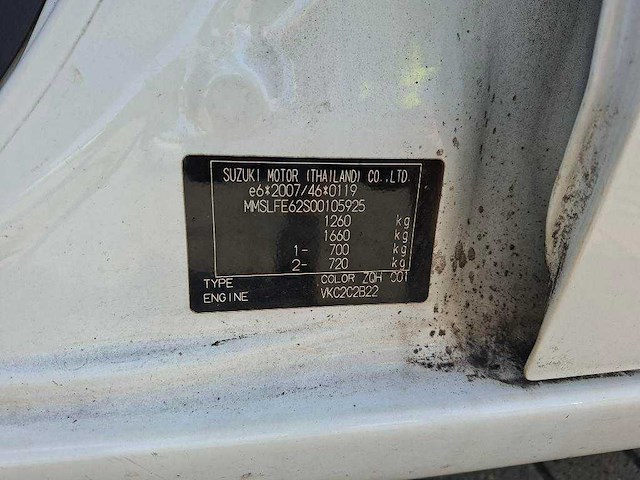 SUZUKI MOTOR (THAILAND) CO.,LTD.
e6*2007/46*0119
MMSLFE62S00105925
1260 kg
1660 kg
1- 700 kg
2- 720 kg
TYPE COLOR ZQH C0T
ENGINE VKC2C2B22